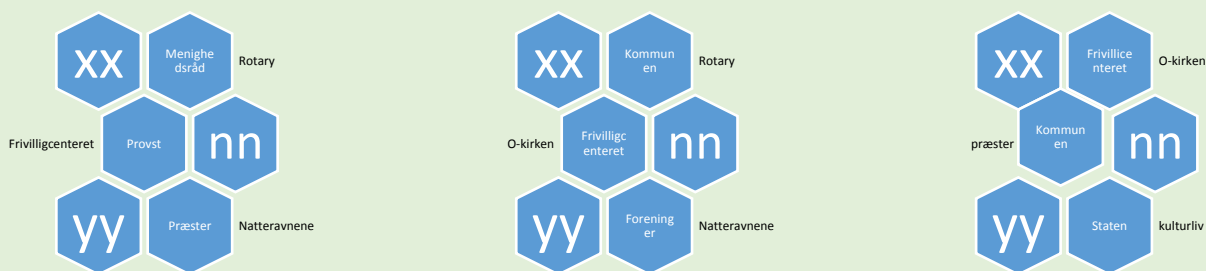 xx
Menighe
dsråd
Rotary
Frivilligcenteret
Provst
nn
yy
Præster
Natteravnene
xx
Kommun
en
Rotary
O-kirken
Frivilligc
enteret
nn
yy
Forening
er
Natteravnene
xx
Frivillice
nteret
O-kirken
præster
Kommun
en
nn
yy
Staten
kulturliv